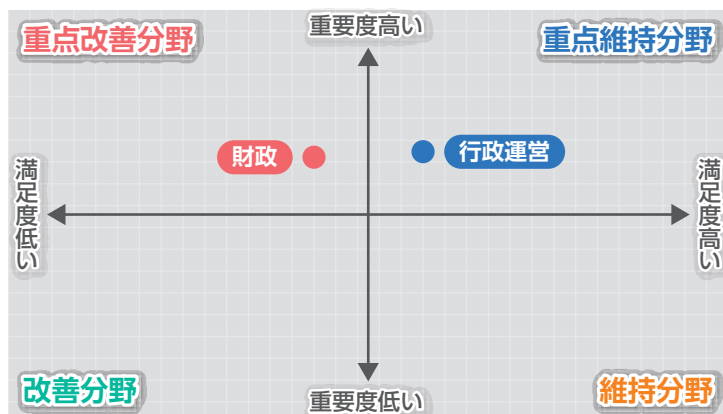 重要度高い
重点改善分野
重点維持分野
財政
行政運営
満足度低い
満足度高い
改善分野
維持分野
重要度低い